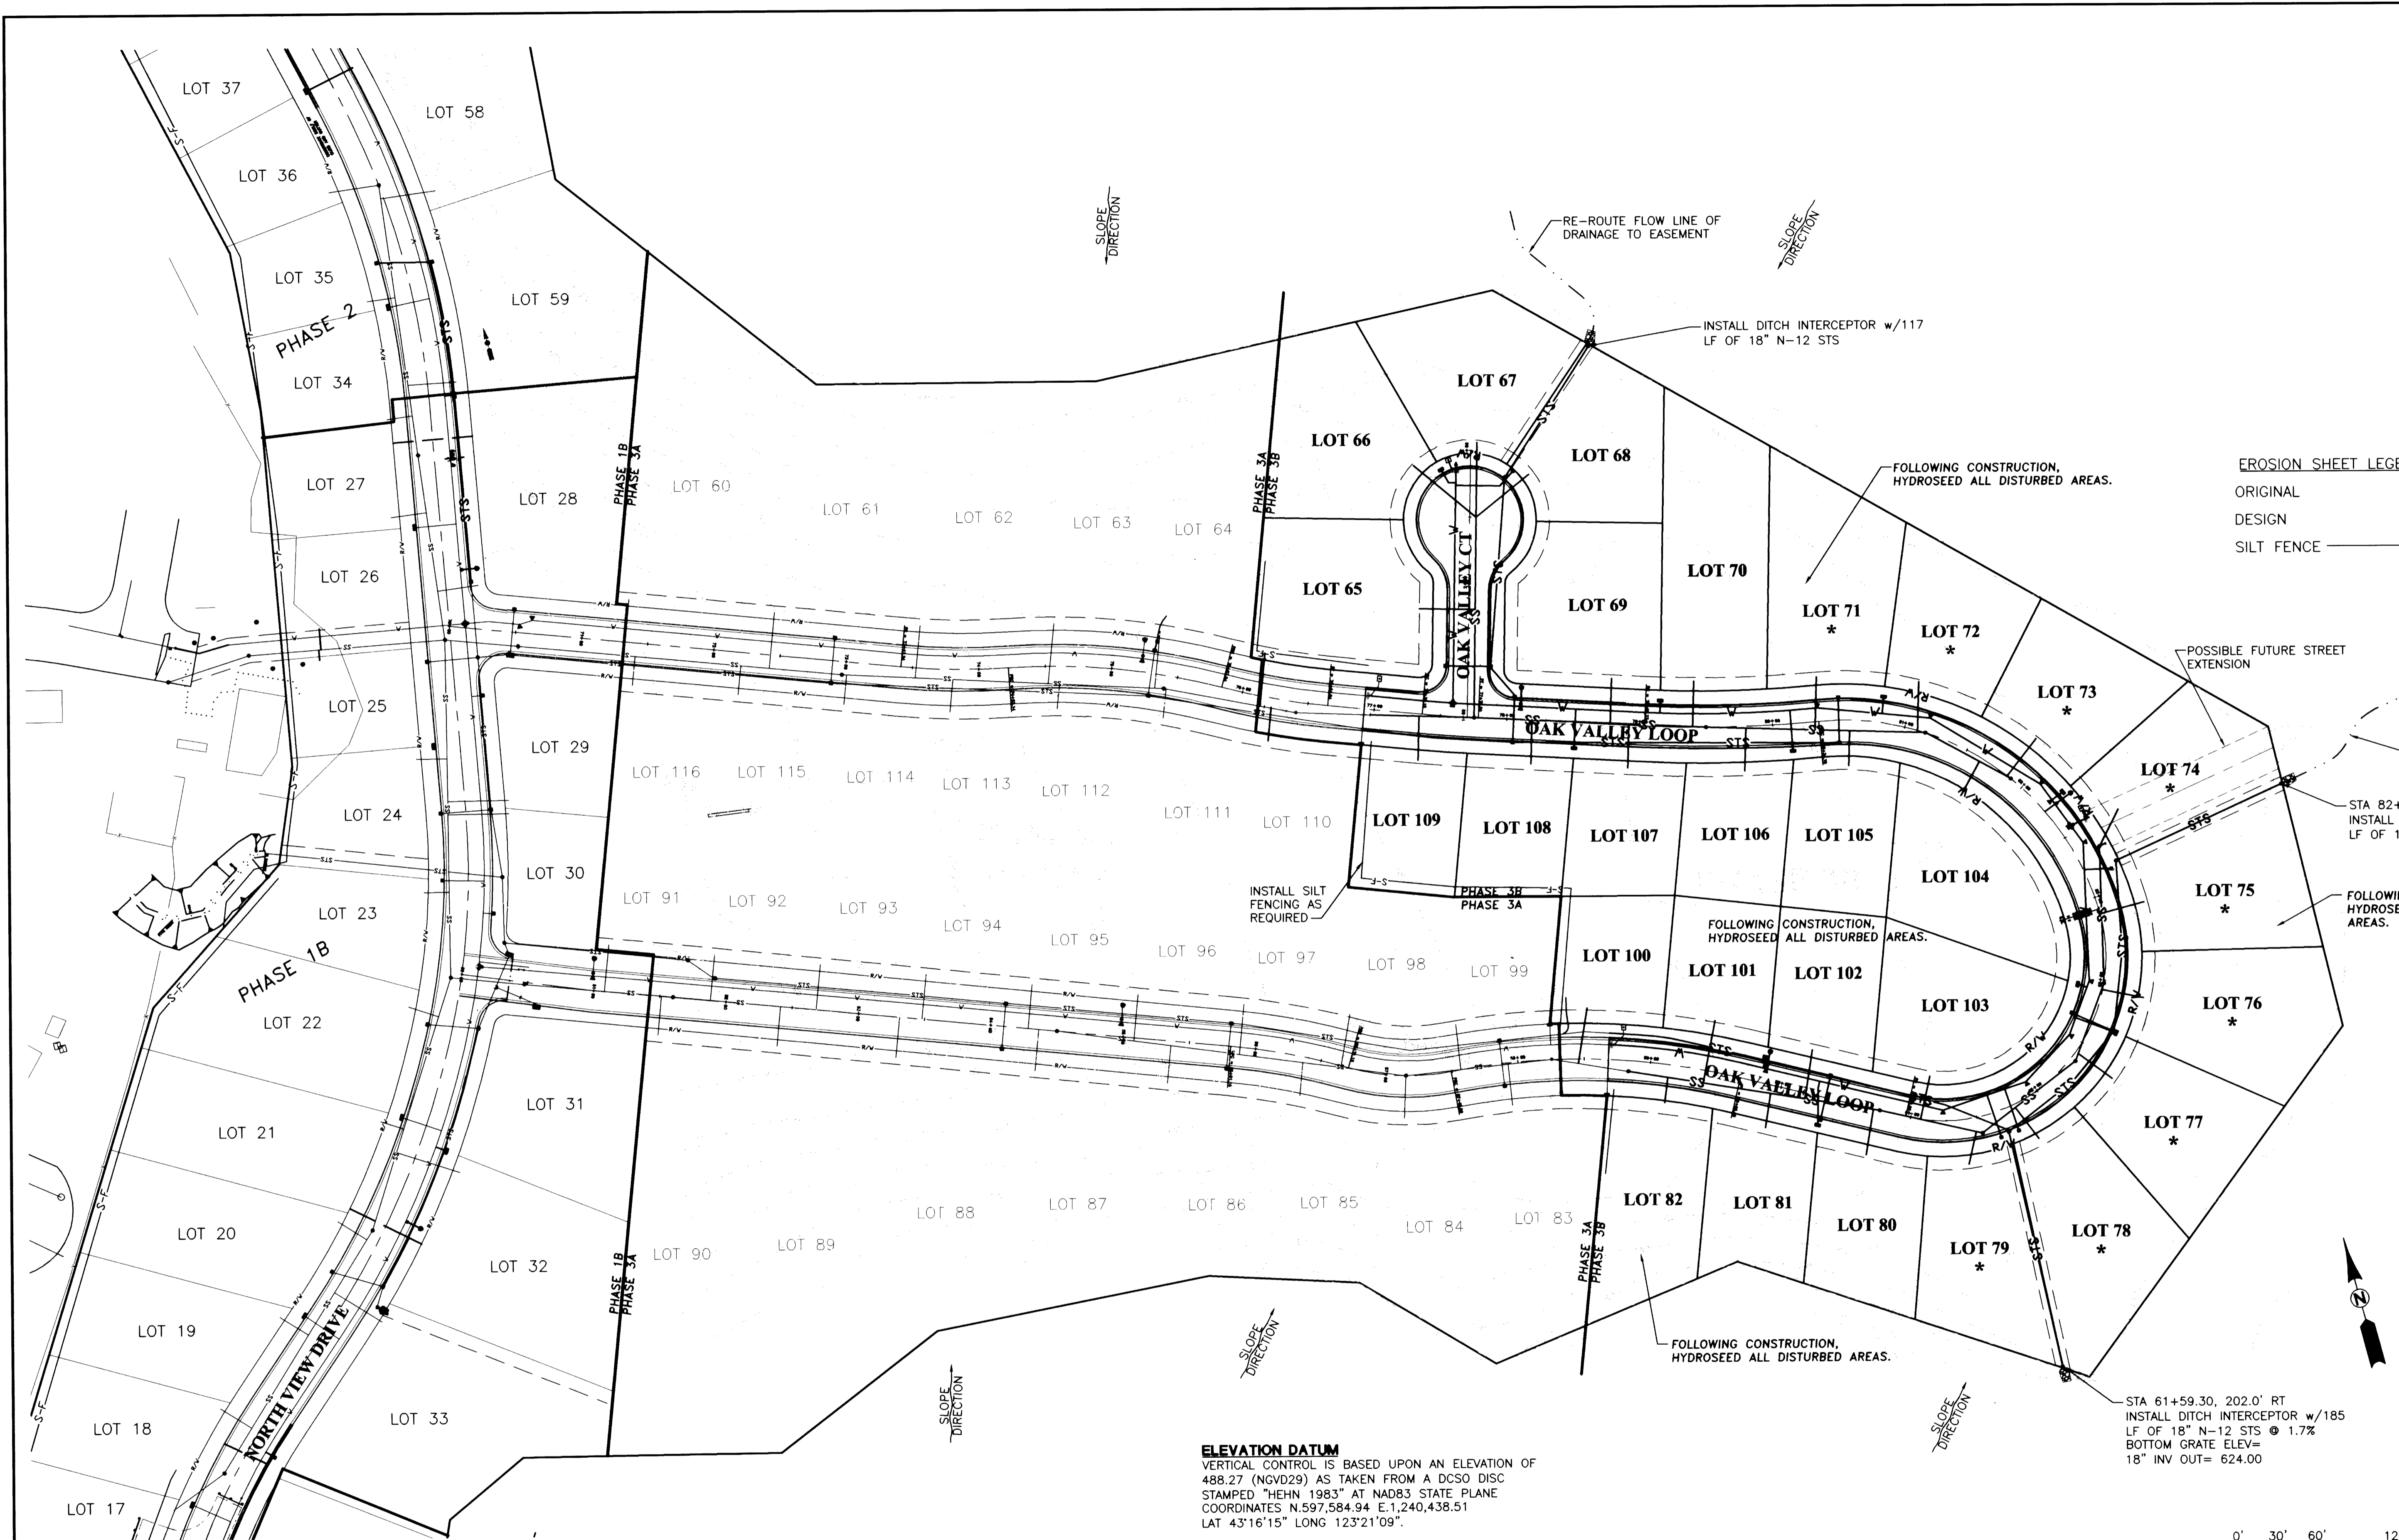 LOT 37
LOT 58
LOT 36
LOT 35
LOT 59
PHASE 2
LOT 34
SLOPE
DIRECTION
RE-ROUTE FLOW LINE OF
DRAINAGE TO EASEMENT
SLOPE
DIRECTION
INSTALL DITCH INTERCEPTOR w/117
LF OF 18" N-12 STS
LOT 67
LOT 66
LOT 68
EROSION SHEET LEGE
ORIGINAL
DESIGN
SILT FENCE
FOLLOWING CONSTRUCTION,
HYDROSEED ALL DISTURBED AREAS.
LOT 27
LOT 28
PHASE 1B
PHASE 3A
LOT 60
LOT 61
LOT 62
LOT 63
LOT 64
PHASE 3A
PHASE 3B
LOT 26
LOT 65
OAK VALLEY CT
LOT 69
LOT 70
LOT 71
*
LOT 72
*
LOT 73
*
POSSIBLE FUTURE STREET
EXTENSION
LOT 25
OAK VALLEY LOOP
LOT 29
LOT 116
LOT 115
LOT 114
LOT 113
LOT 112
LOT 111
LOT 110
LOT 109
LOT 108
LOT 107
LOT 106
LOT 105
LOT 74
*
STA 82+
INSTALL
LF OF 1
LOT 24
LOT 30
LOT 104
LOT 23
LOT 91
LOT 92
LOT 93
LOT 94
LOT 95
LOT 96
LOT 97
LOT 98
LOT 99
INSTALL SILT
FENCING AS
REQUIRED
PHASE 3B
PHASE 3A
FOLLOWING CONSTRUCTION,
HYDROSEED ALL DISTURBED AREAS.
LOT 75
*
FOLLOWI
HYDROSE
AREAS.
LOT 100
LOT 101
LOT 102
LOT 103
LOT 76
*
PHASE 1B
LOT 22
LOT 31
OAK VALLEY LOOP
LOT 21
LOT 77
*
LOT 20
LOT 32
PHASE 1B
PHASE 3A
LOT 90
LOT 89
LOT 88
LOT 87
LOT 86
LOT 85
LOT 84
LOT 83
PHASE 3A
PHASE 3B
LOT 82
LOT 81
LOT 80
LOT 79
*
LOT 78
*
N
LOT 19
NORTH VIEW DRIVE
LOT 18
LOT 33
SLOPE
DIRECTION
SLOPE
DIRECTION
FOLLOWING CONSTRUCTION,
HYDROSEED ALL DISTURBED AREAS.
SLOPE
DIRECTION
STA 61+59.30, 202.0' RT
INSTALL DITCH INTERCEPTOR w/185
LF OF 18" N-12 STS @ 1.7%
BOTTOM GRATE ELEV=
18" INV OUT= 624.00
LOT 17
ELEVATION DATUM
VERTICAL CONTROL IS BASED UPON AN ELEVATION OF
488.27 (NGVD29) AS TAKEN FROM A DCSO DISC
STAMPED "HEHN 1983" AT NAD83 STATE PLANE
COORDINATES N.597,584.94 E.1,240,438.51
LAT 43°16'15" LONG 123°21'09".
0' 30' 60' 12